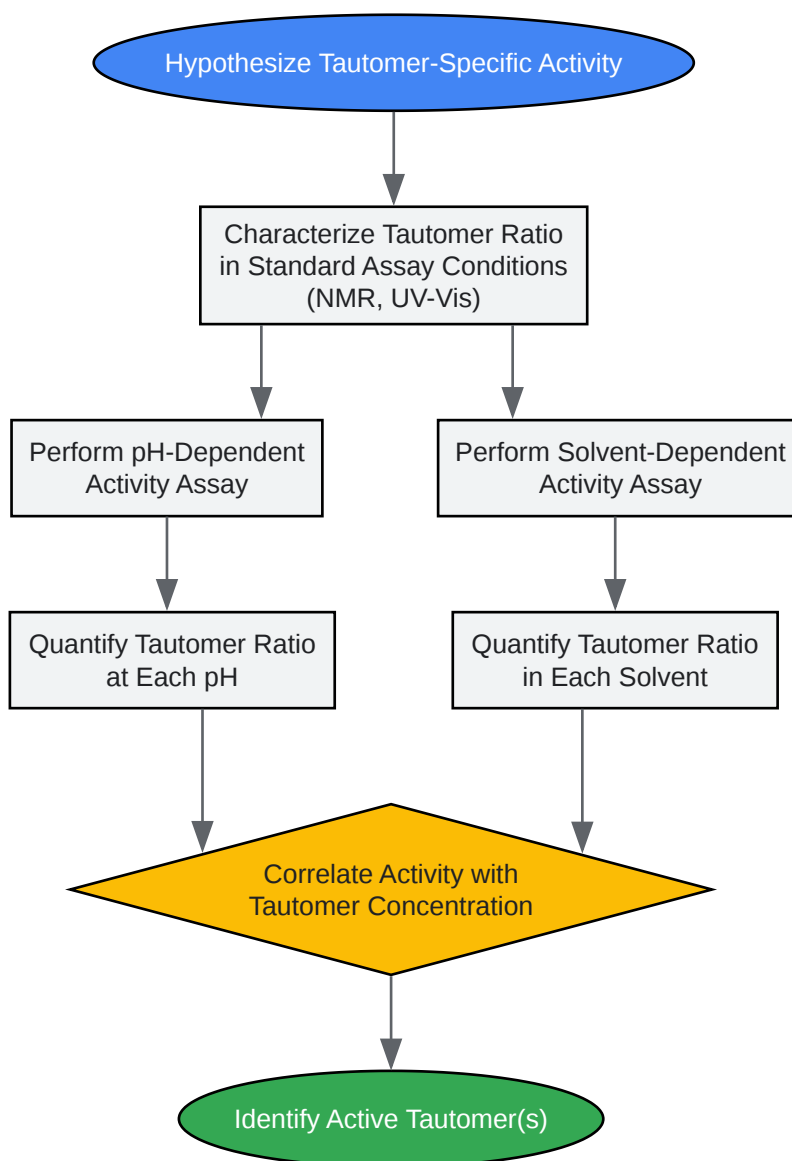 Hypothesize Tautomer-Specific Activity
Characterize Tautomer Ratio
in Standard Assay Conditions
(NMR, UV-Vis)
Perform pH-Dependent
Activity Assay
Perform Solvent-Dependent
Activity Assay
Quantify Tautomer Ratio
at Each pH
Quantify Tautomer Ratio
in Each Solvent
Correlate Activity with
Tautomer Concentration
Identify Active Tautomer(s)